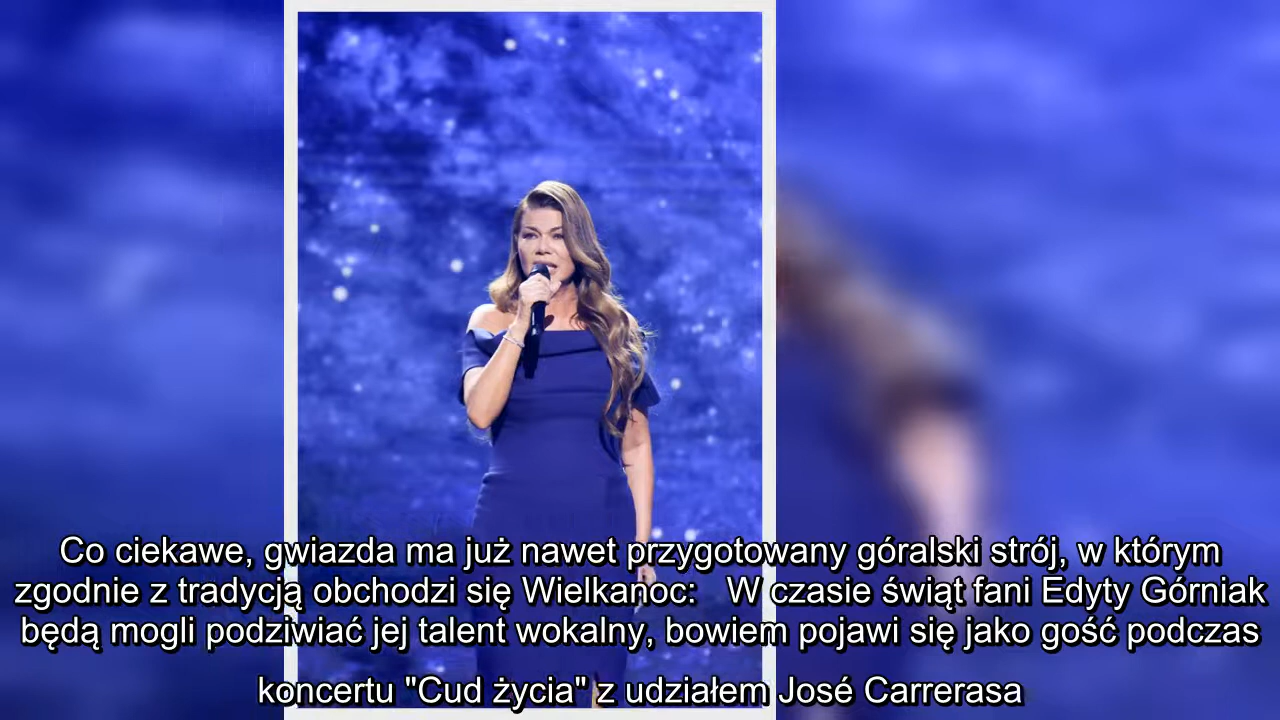 Co ciekawe, gwiazda ma już nawet przygotowany góralski strój, w którym
zgodnie z tradycją obchodzi się Wielkanoc: W czasie świąt fani Edyty Górniak
będą mogli podziwiać jej talent wokalny, bowiem pojawi się jako gość podczas
koncertu "Cud życia" z udziałem José Carrerasa